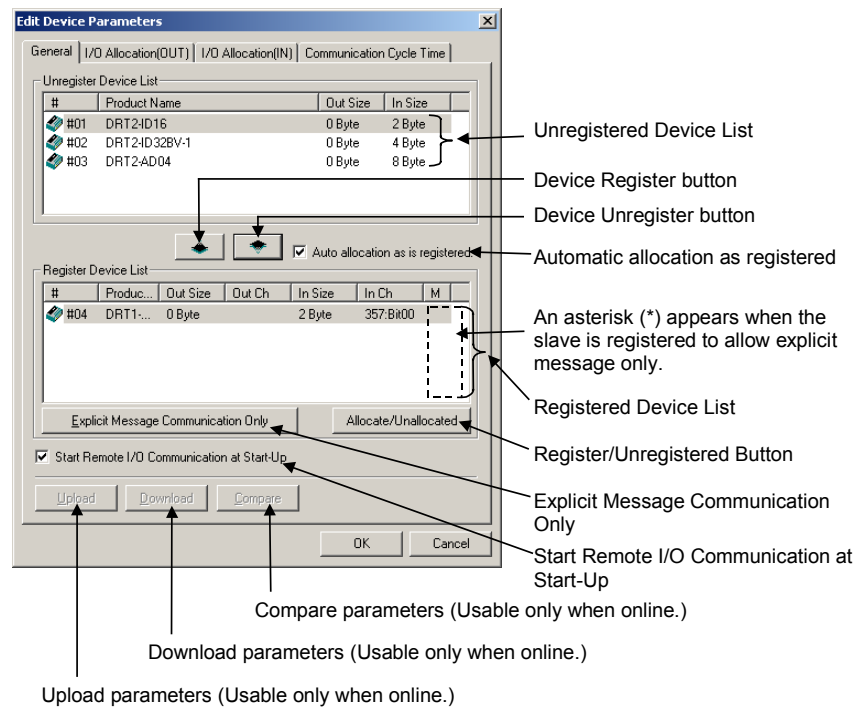 Edit Device Parameters
General I/O Allocation(OUT) I/O Allocation(IN) Communication Cycle Time
Unregister Device List
# Product Name Out Size In Size
#01 DRT2-ID16 0 Byte 2 Byte
#02 DRT2-ID32BV-1 0 Byte 4 Byte
#03 DRT2-AD04 0 Byte 8 Byte
Unregistered Device List
Device Register button
Device Unregister button
Auto allocation as is registered.
Automatic allocation as registered
Register Device List
# Produc... Out Size Out Ch In Size In Ch M
#04 DRT1-... 0 Byte 2 Byte 357:Bit00
An asterisk (*) appears when the
slave is registered to allow explicit
message only.
Registered Device List
Explicit Message Communication Only Allocate/Unallocated
Register/Unregistered Button
Start Remote I/O Communication at Start-Up
Upload Download Compare
Explicit Message Communication
Only
OK Cancel
Start Remote I/O Communication at
Start-Up
Compare parameters (Usable only when online.)
Download parameters (Usable only when online.)
Upload parameters (Usable only when online.)